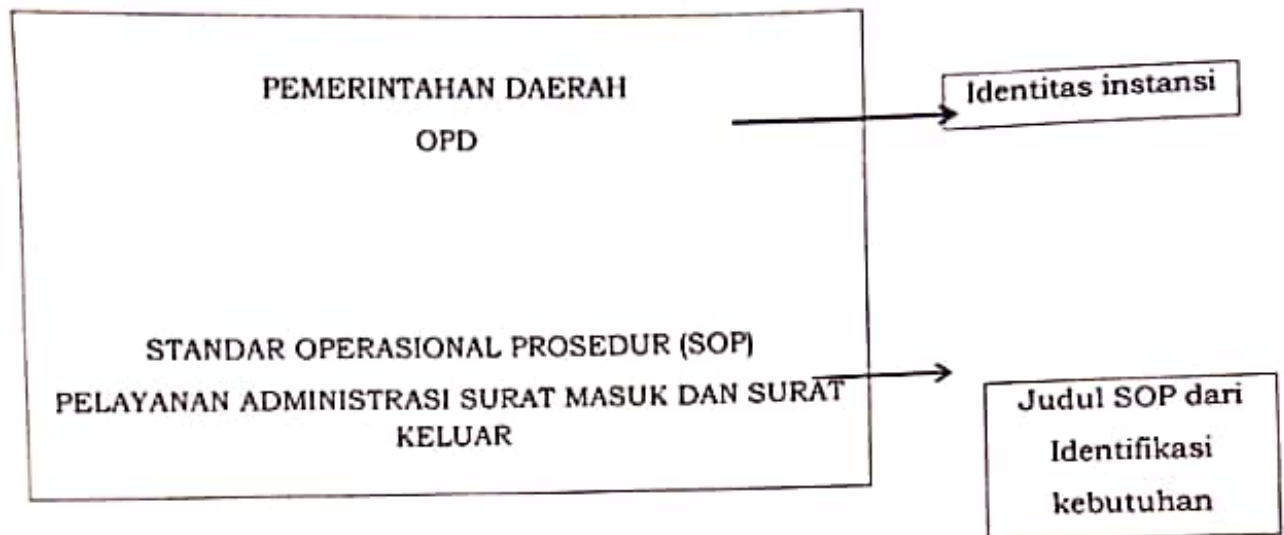 PEMERINTAHAN DAERAH
OPD
Identitas instansi
STANDAR OPERASIONAL PROSEDUR (SOP)
PELAYANAN ADMINISTRASI SURAT MASUK DAN SURAT
KELUAR
Judul SOP dari
Identifikasi
kebutuhan